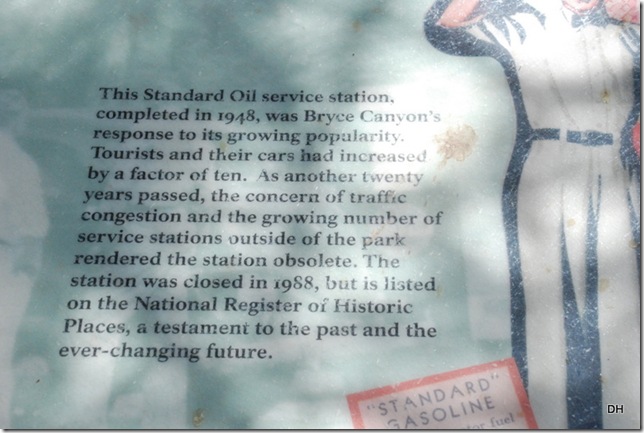 This Standard Oil service station,
completed in 1948, was Bryce Canyon's
response to its growing popularity.
Tourists and their cars had increased
by a factor of ten. As another twenty
years passed, the concern of traffic
congestion and the growing number of
service stations outside of the park
rendered the station obsolete. The
station was closed in 1988, but is listed
on the National Register of Historic
Places, a testament to the past and the
ever-changing future.
"STANDARD"
GASOLINE
fuel
DH